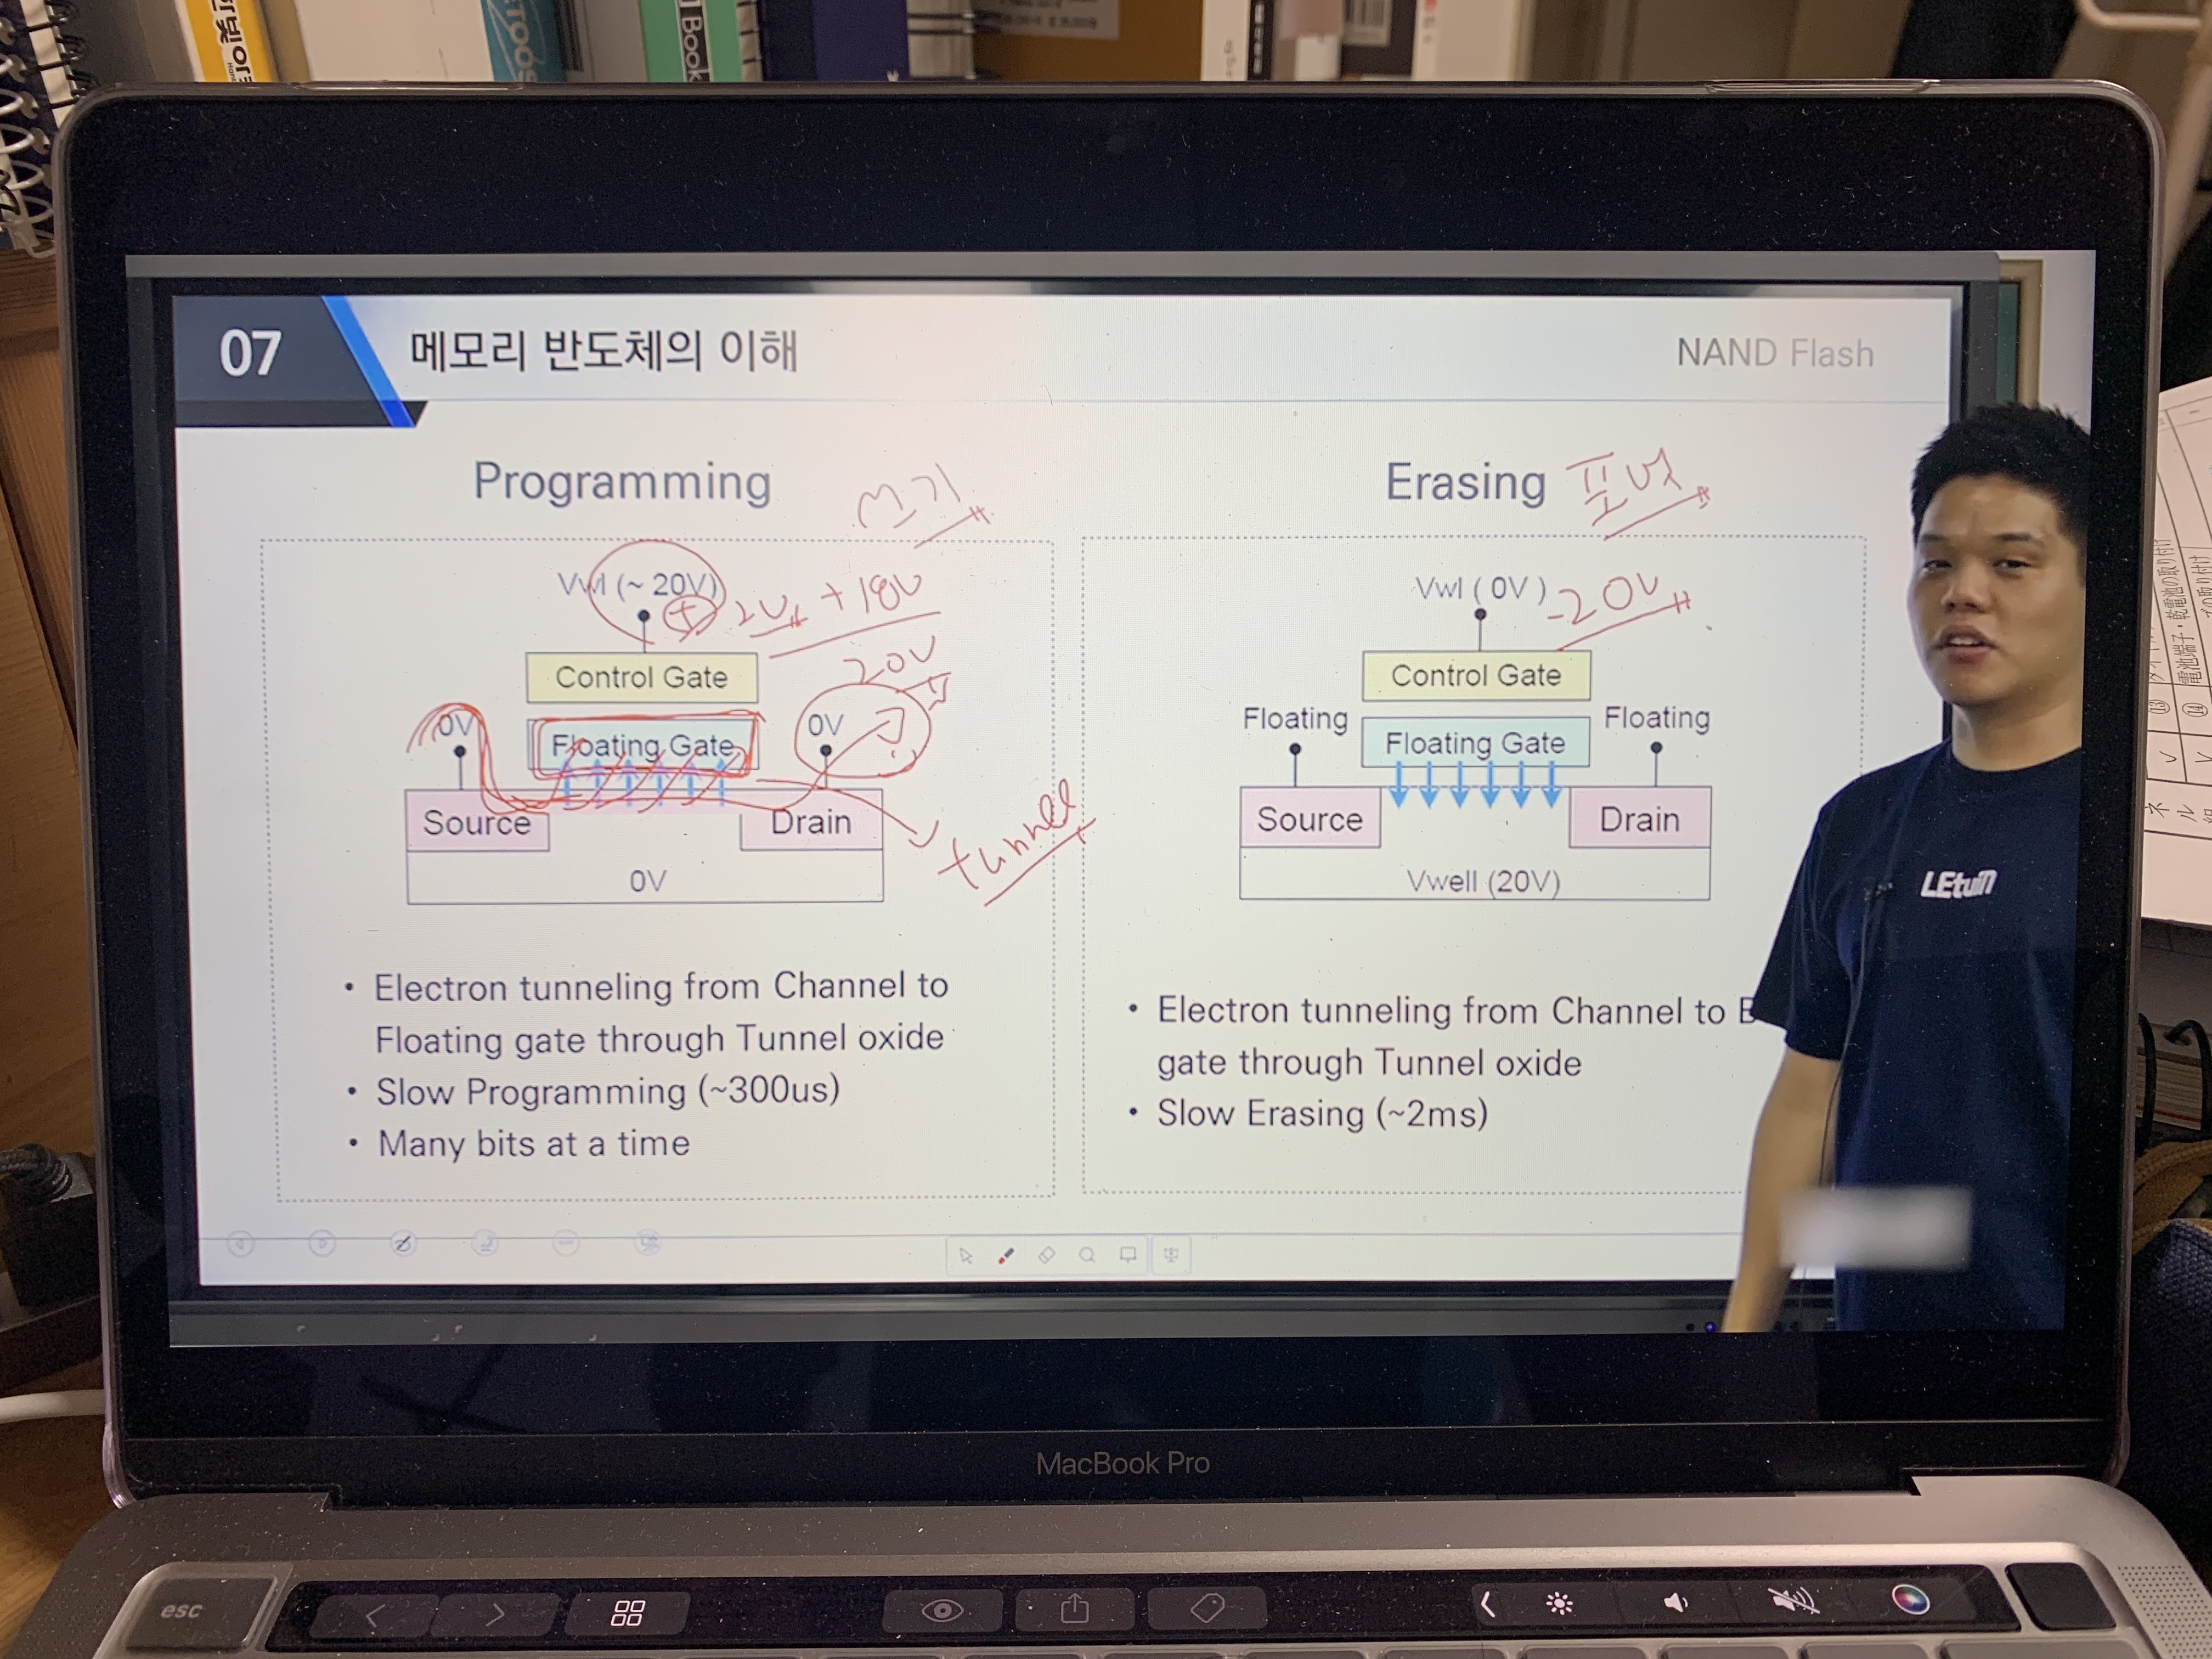 Book
07
메모리 반도체의 이해
NAND Flash
Programming
쓰기
Vwl (~ 20V)
+
2V + 18V
20V
Control Gate
0V
Floating Gate
0V
Source
Drain
0V
tunnel
• Electron tunneling from Channel to
Floating gate through Tunnel oxide
• Slow Programming (~300us)
• Many bits at a time
Erasing
Vwl ( 0V )
-20V
Control Gate
Floating
Floating Gate
Floating
Source
Drain
Vwell (20V)
• Electron tunneling from Channel to
gate through Tunnel oxide
• Slow Erasing (~2ms)
LEtuiN
MacBook Pro
esc